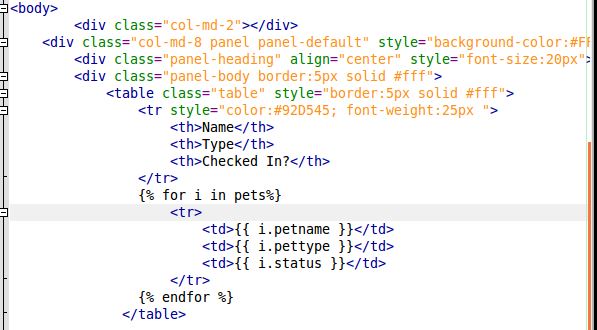 <body>
<div class="col-md-2"></div>
<div class="col-md-8 panel panel-default" style="background-color:#FF
<div class="panel-heading" align="center" style="font-size:20px">
<div class="panel-body border:5px solid #fff">
<table class="table" style="border:5px solid #fff">
<tr style="color:#92D545; font-weight:25px ">
<th>Name</th>
<th>Type</th>
<th>Checked In?</th>
</tr>
{% for i in pets%}
<tr>
<td>{{ i.petname }}</td>
<td>{{ i.pettype }}</td>
<td>{{ i.status }}</td>
</tr>
{% endfor %}
</table>